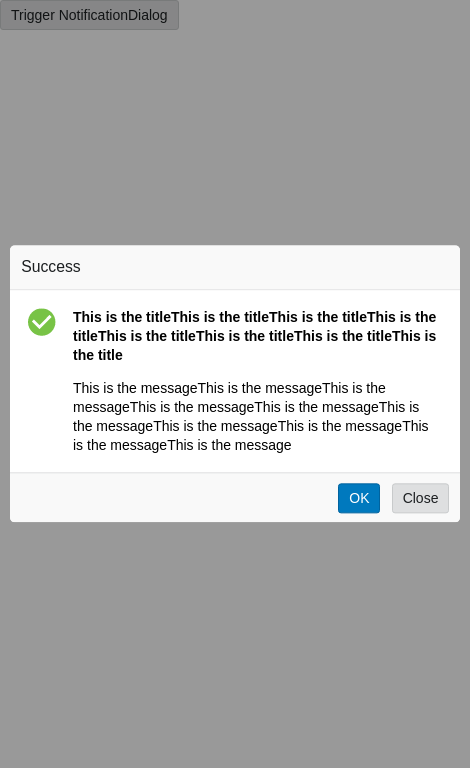 Trigger NotificationDialog
Success
This is the titleThis is the titleThis is the titleThis is the
titleThis is the titleThis is the titleThis is the titleThis is
the title
This is the messageThis is the messageThis is the
messageThis is the messageThis is the messageThis is
the messageThis is the messageThis is the messageThis
is the messageThis is the message
OK
Close